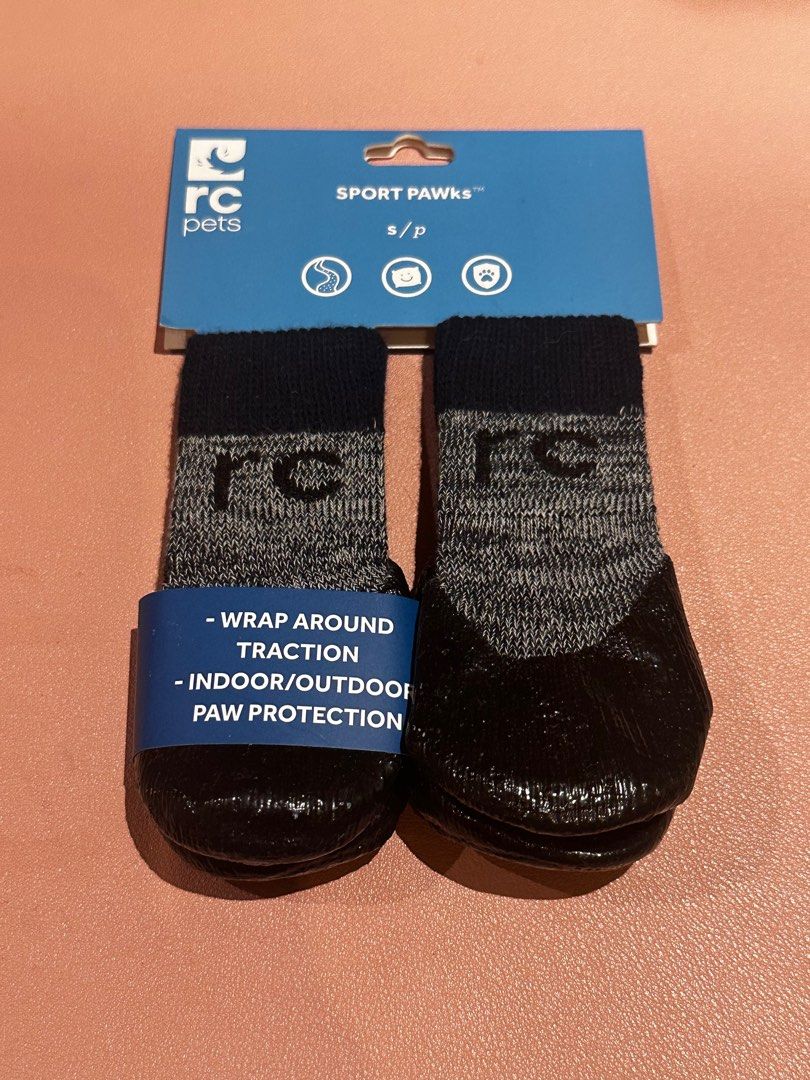 rc
pets
SPORT PAWks™
s/p
rc
rc
- WRAP AROUND
TRACTION
- INDOOR/OUTDOOR
PAW PROTECTION